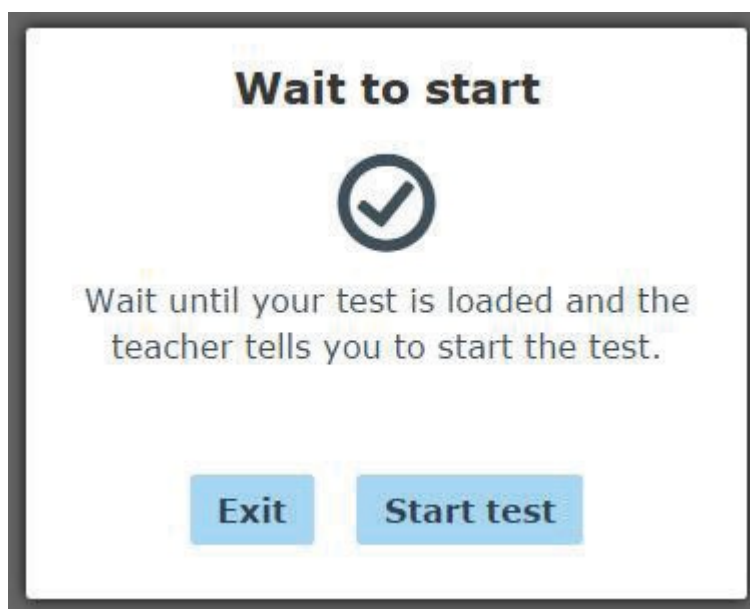 Wait to start
Wait until your test is loaded and the
teacher tells you to start the test.
Exit
Start test